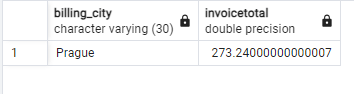 billing_city invoicetotal
character varying (30) double precision
1 Prague 273.24000000000007